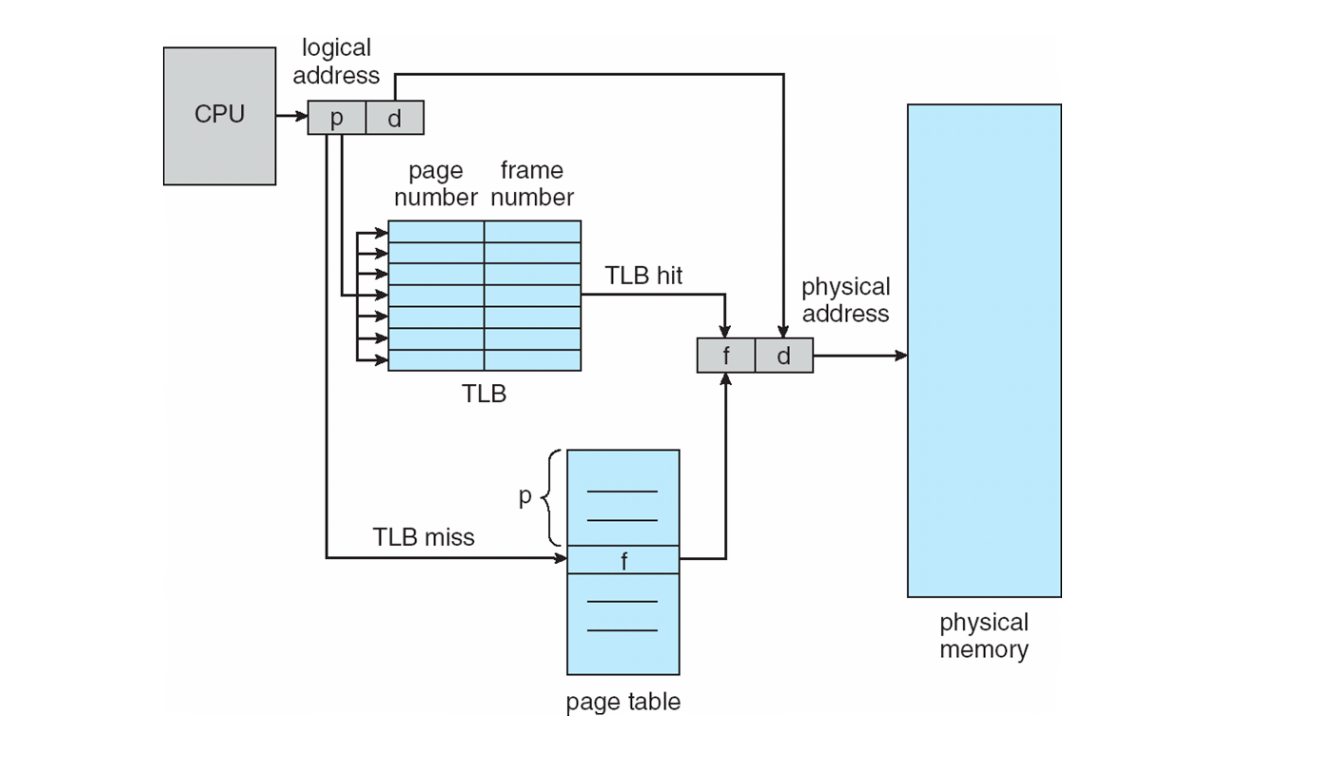 logical
address
CPU
p
d
page
number
frame
number
TLB hit
physical
address
f
d
TLB
p
TLB miss
f
physical
memory
page table